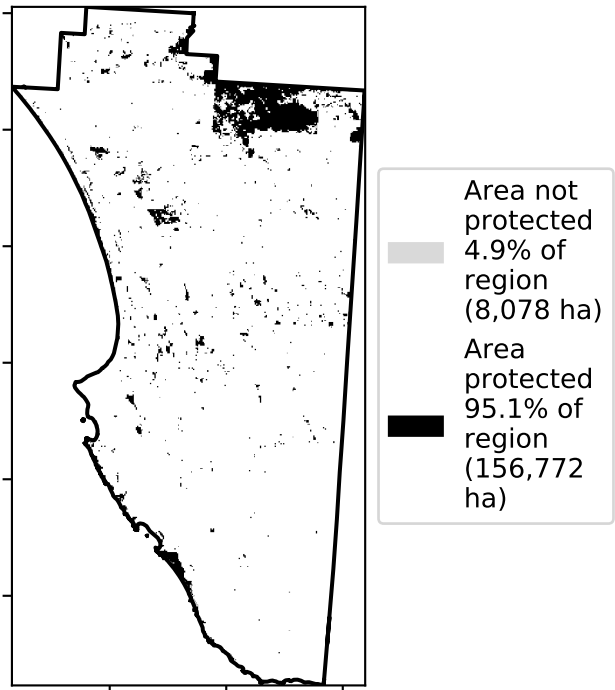 Area not
protected
4.9% of
region
(8,078 ha)
Area
protected
95.1% of
region
(156,772
ha)